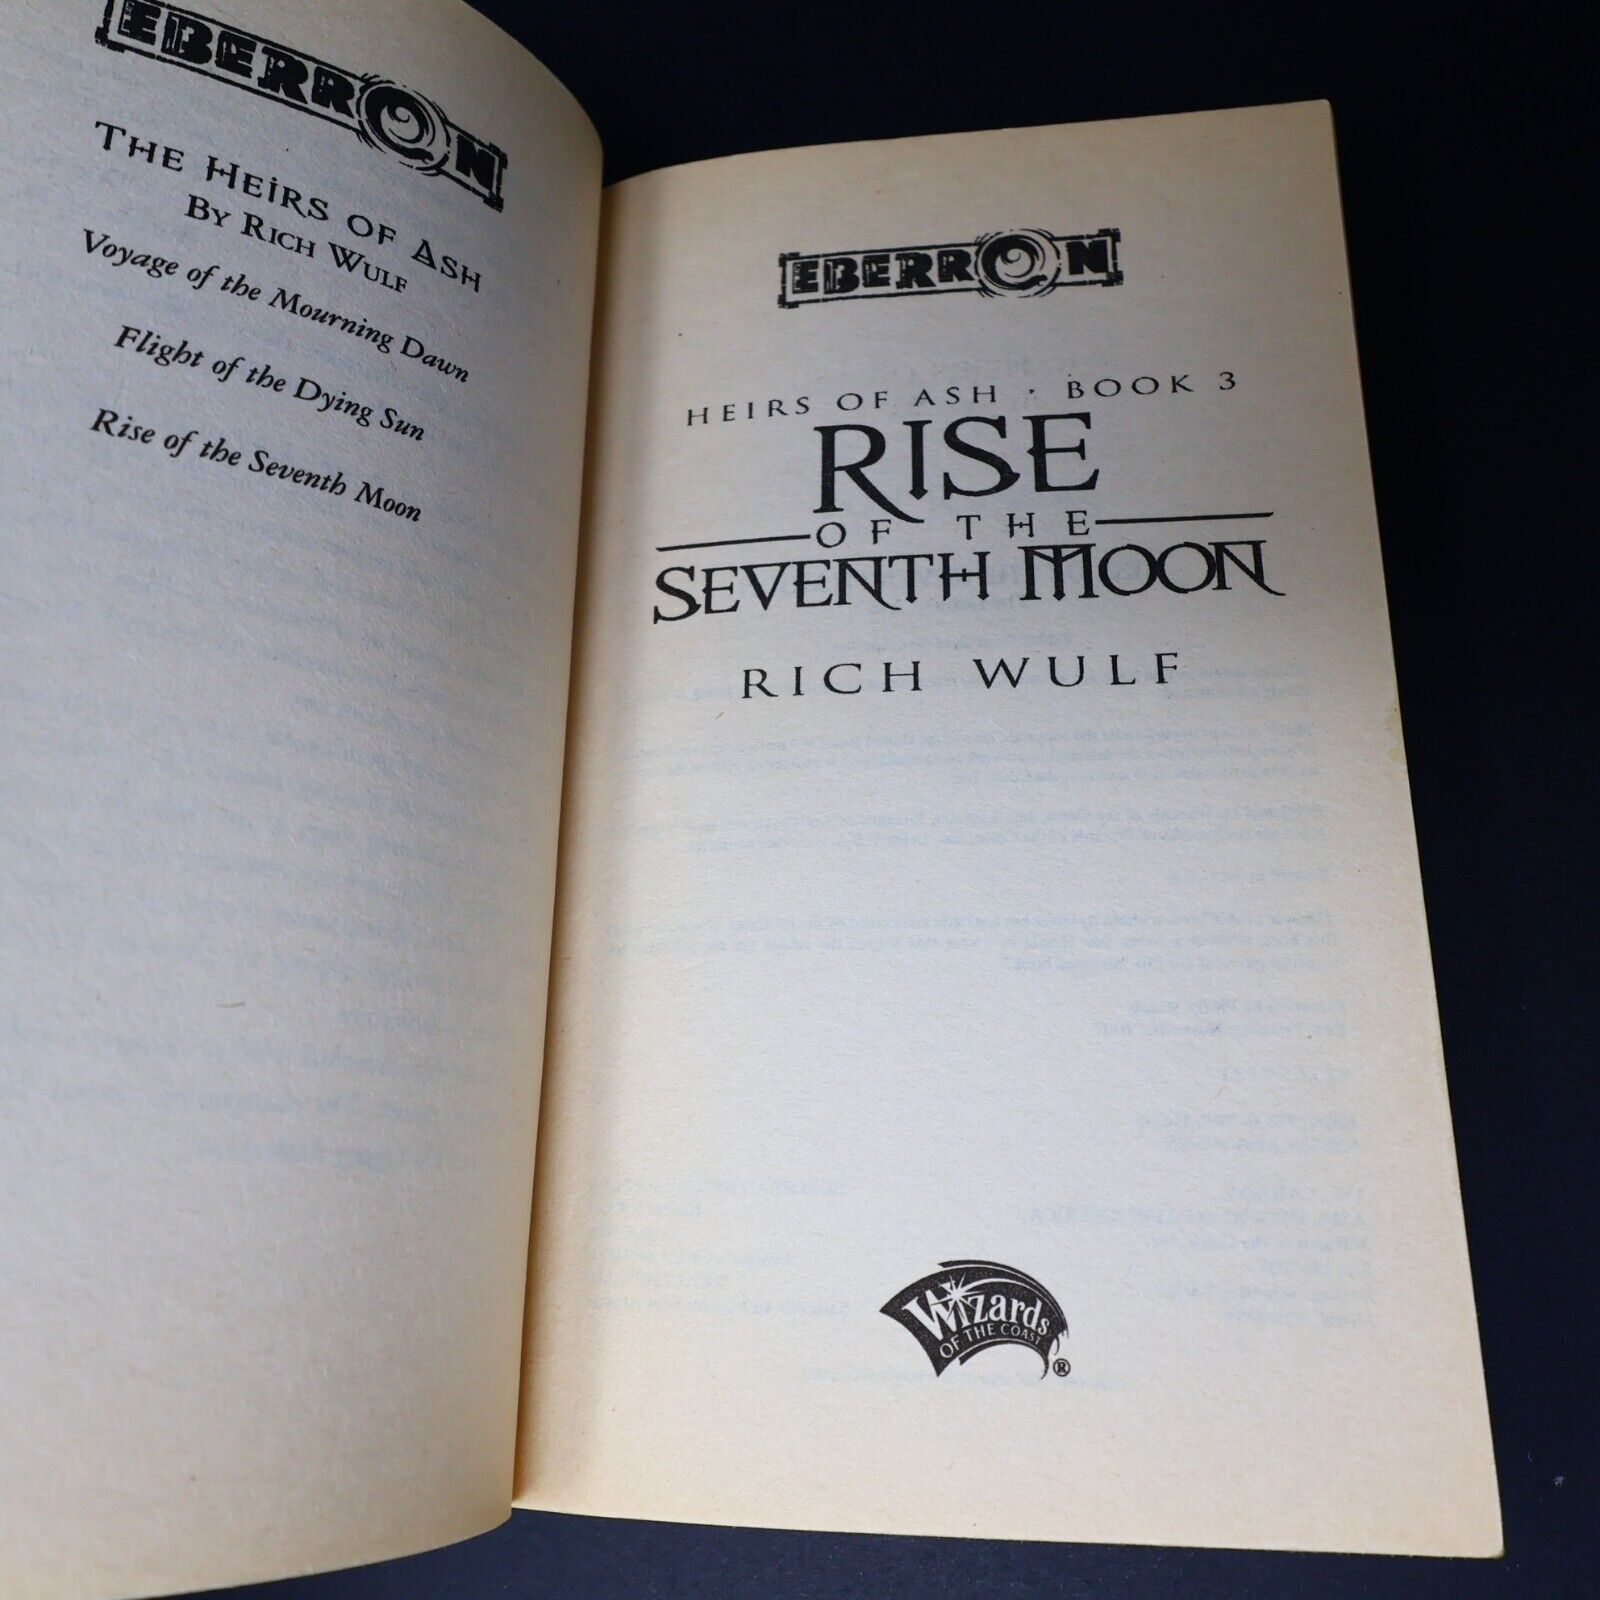 EBERRON
THE HEIRS OF ASH
BY RICH WULF
Voyage of the Mourning Dawn
Flight of the Dying Sun
Rise of the Seventh Moon
EBERRON
HEIRS OF ASH · BOOK 3
RISE
OF THE
SEVENTH MOON
RICH WULF
Wizards
OF THE COAST
®